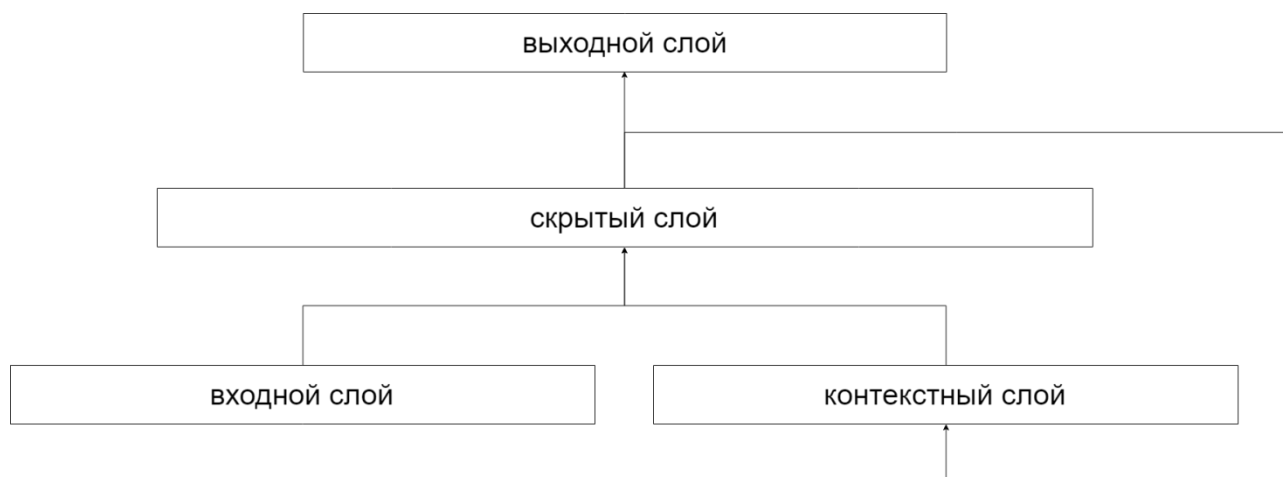 выходной слой
скрытый слой
входной слой
контекстный слой